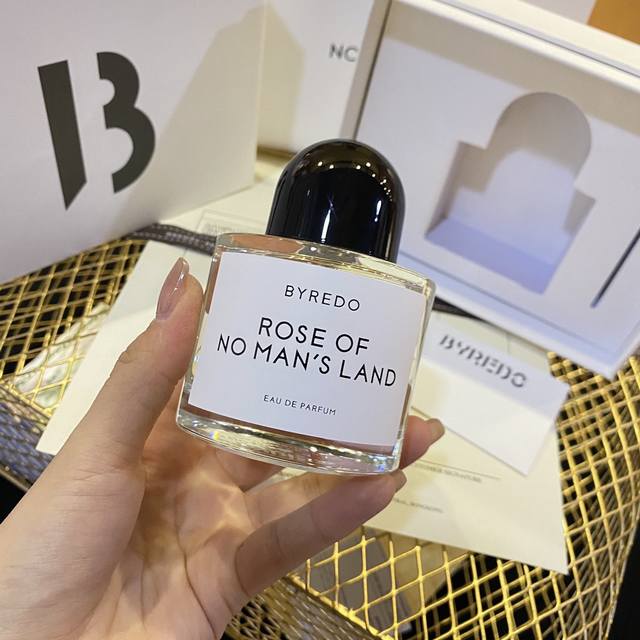 B
NC
BYREDO
ROSE OF
NO MAN'S LAND
EAU DE PARFUM
BYREDO